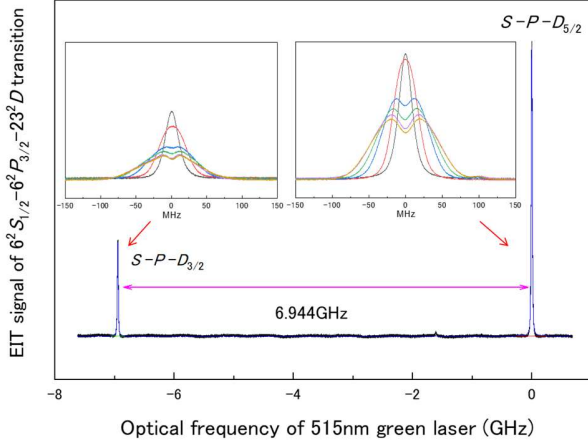 EIT signal of 6²S₁/₂−6²P₃/₂−23²D transition
S−P−D₅/₂
−150 −100 −50 0 50 100 150
MHz
−150 −100 −50 0 50 100 150
MHz
S−P−D₃/₂
6.944GHz
−8 −6 −4 −2 0
Optical frequency of 515nm green laser (GHz)